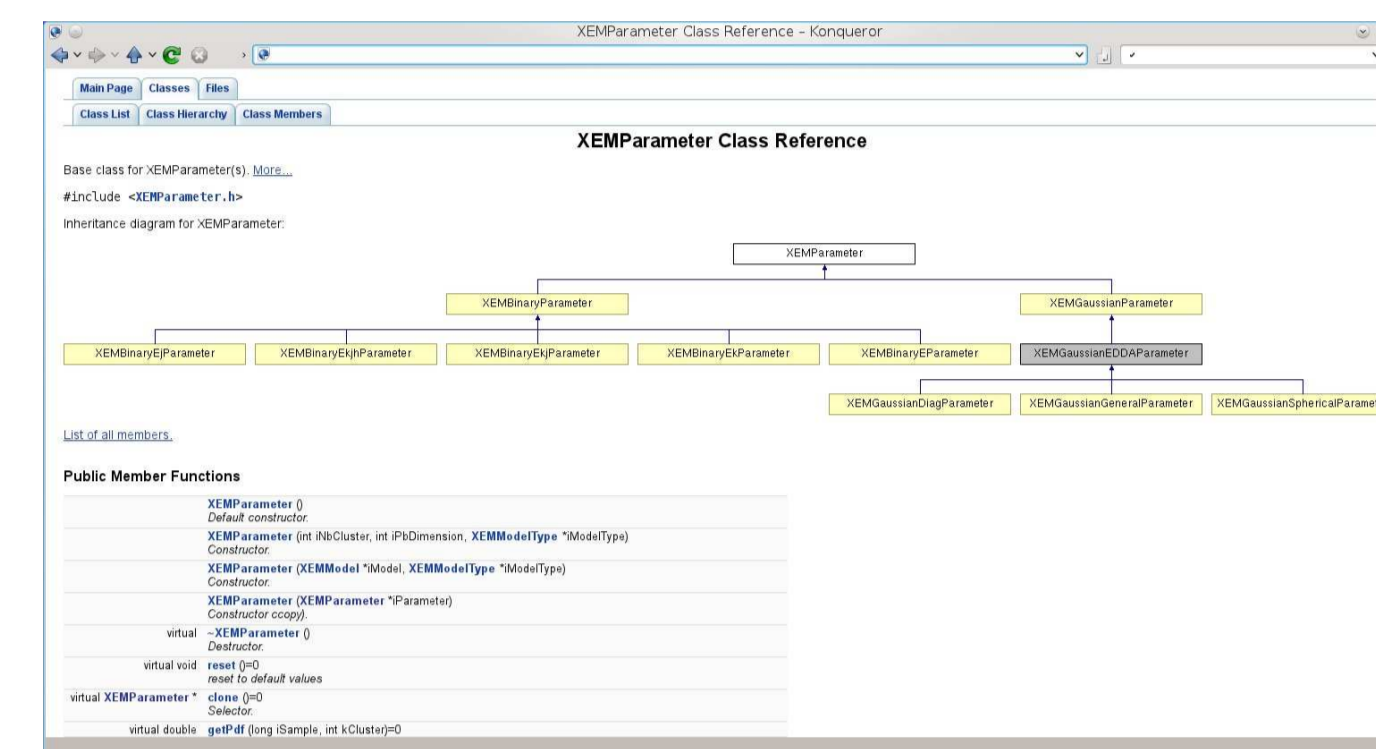 XEMParameter Class Reference – Konqueror
Main Page Classes Files
Class List Class Hierarchy Class Members
XEMParameter Class Reference
Base class for XEMParameter(s). More...
#include <XEMParameter.h>
Inheritance diagram for XEMParameter:
XEMParameter
XEMBinaryParameter XEMGaussianParameter
XEMBinaryEjParameter XEMBinaryEkjhParameter XEMBinaryEkjParameter XEMBinaryEkParameter XEMBinaryEParameter XEMGaussianEDDAParameter
XEMGaussianDiagParameter XEMGaussianGeneralParameter XEMGaussianSphericalParame
List of all members.
Public Member Functions
XEMParameter ()
Default constructor.
XEMParameter (int iNbCluster, int iPbDimension, XEMModelType *iModelType)
Constructor.
XEMParameter (XEMModel *iModel, XEMModelType *iModelType)
Constructor.
XEMParameter (XEMParameter *iParameter)
Constructor ccopy).
virtual ~XEMParameter ()
Destructor.
virtual void reset ()=0
reset to default values
virtual XEMParameter * clone ()=0
Selector.
virtual double getPdf (long iSample, int kCluster)=0